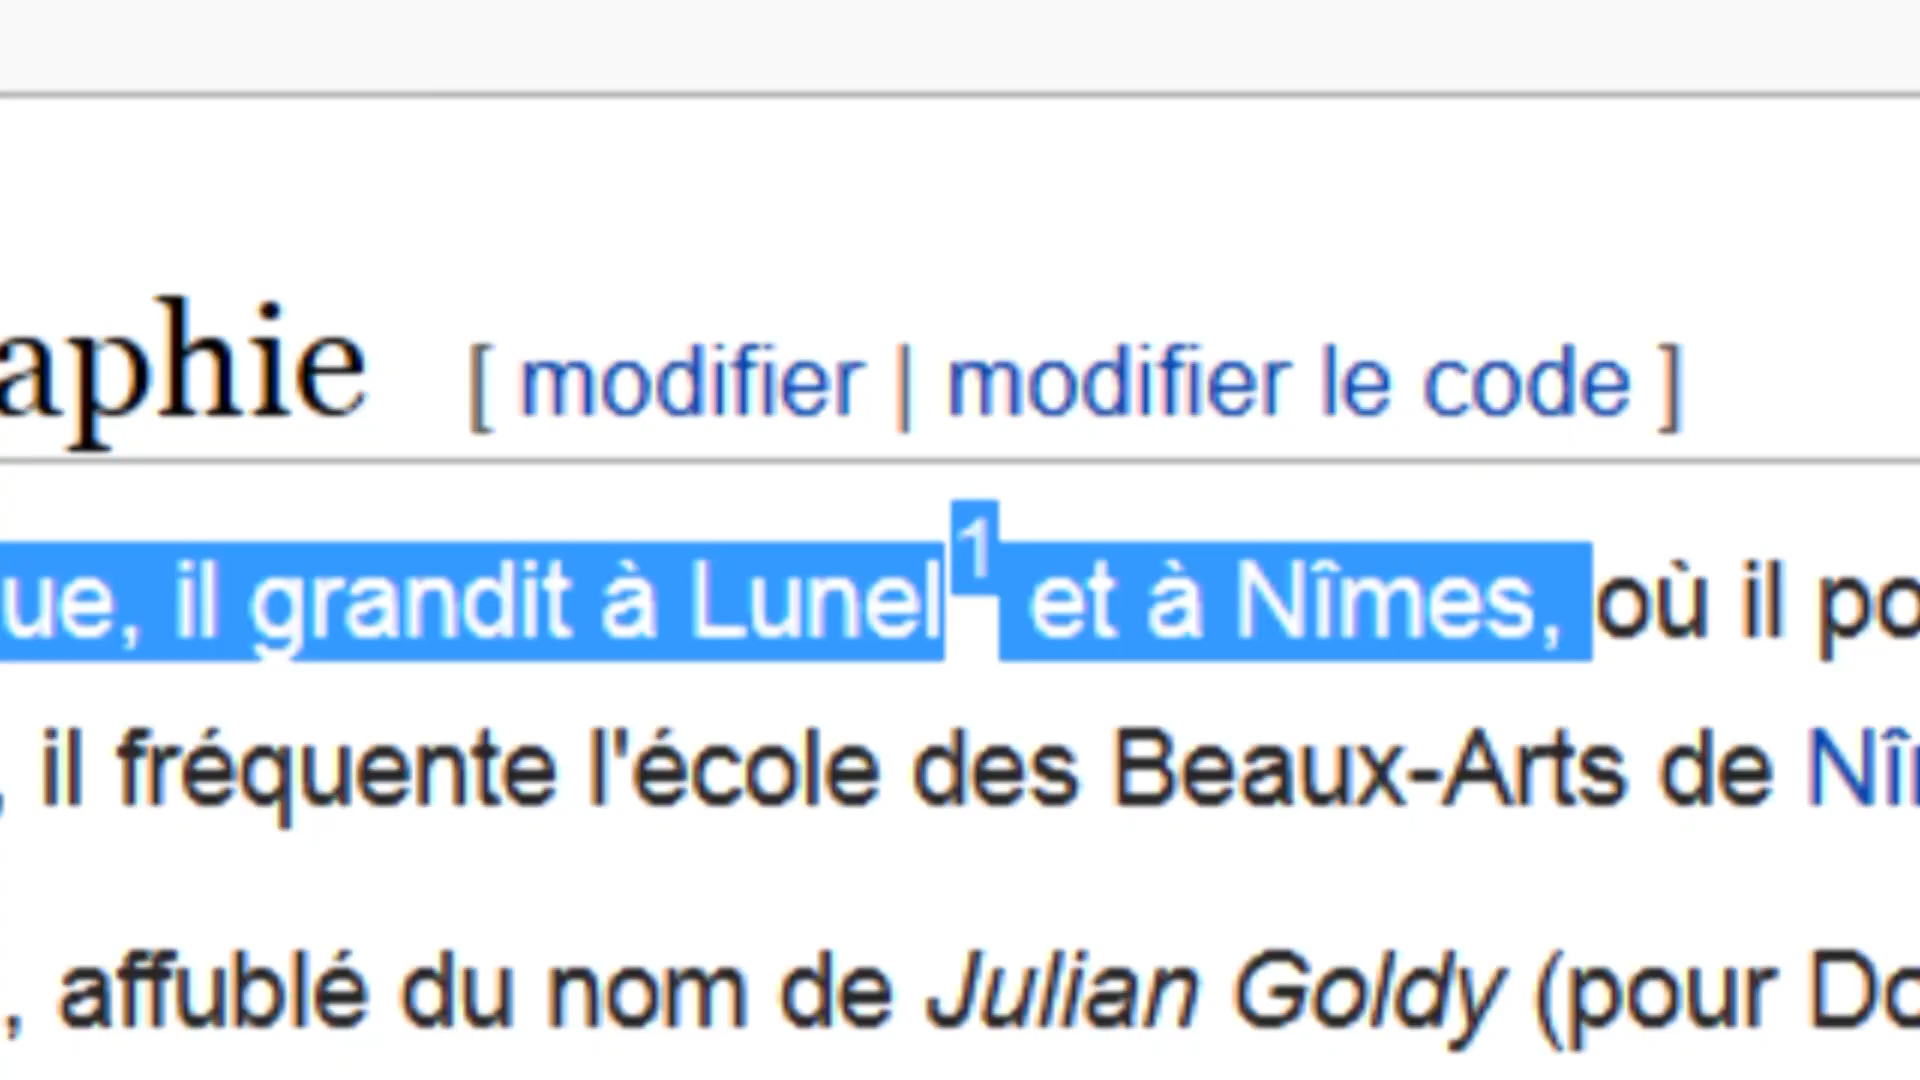 aphie [ modifier | modifier le code ]
ue, il grandit à Lunel1 et à Nîmes, où il po
, il fréquente l'école des Beaux-Arts de Nî
, affublé du nom de Julian Goldy (pour Do